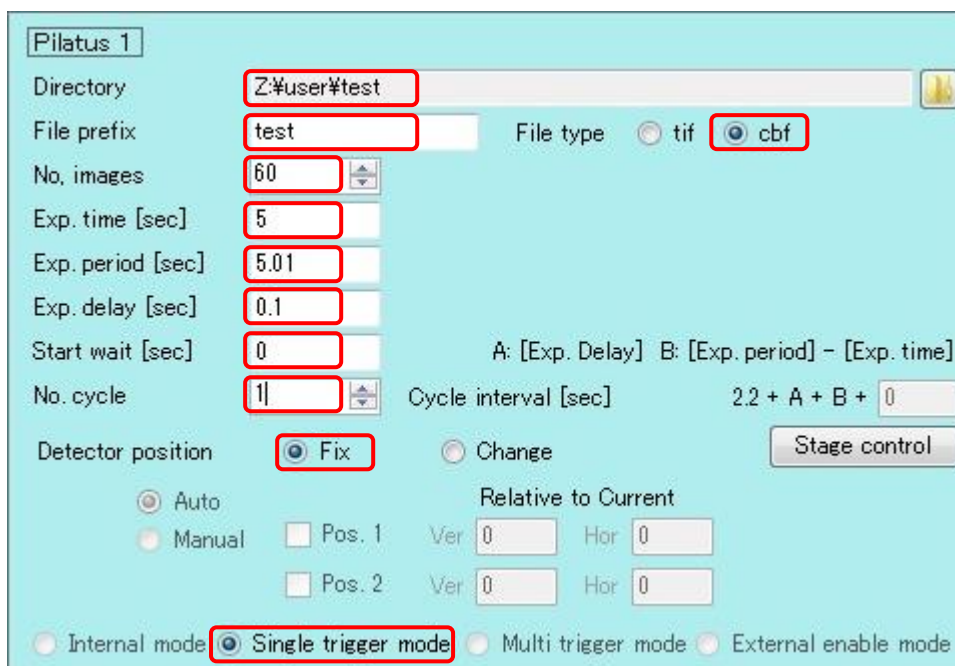 Pilatus 1
Directory Z:¥user¥test
File prefix test File type tif cbf
No, images 60
Exp. time [sec] 5
Exp. period [sec] 5.01
Exp. delay [sec] 0.1
Start wait [sec] 0 A: [Exp. Delay] B: [Exp. period] - [Exp. time]
No. cycle 1 Cycle interval [sec] 2.2 + A + B + 0
Detector position Fix Change Stage control
Auto Relative to Current
Manual Pos. 1 Ver 0 Hor 0
Pos. 2 Ver 0 Hor 0
Internal mode Single trigger mode Multi trigger mode External enable mode